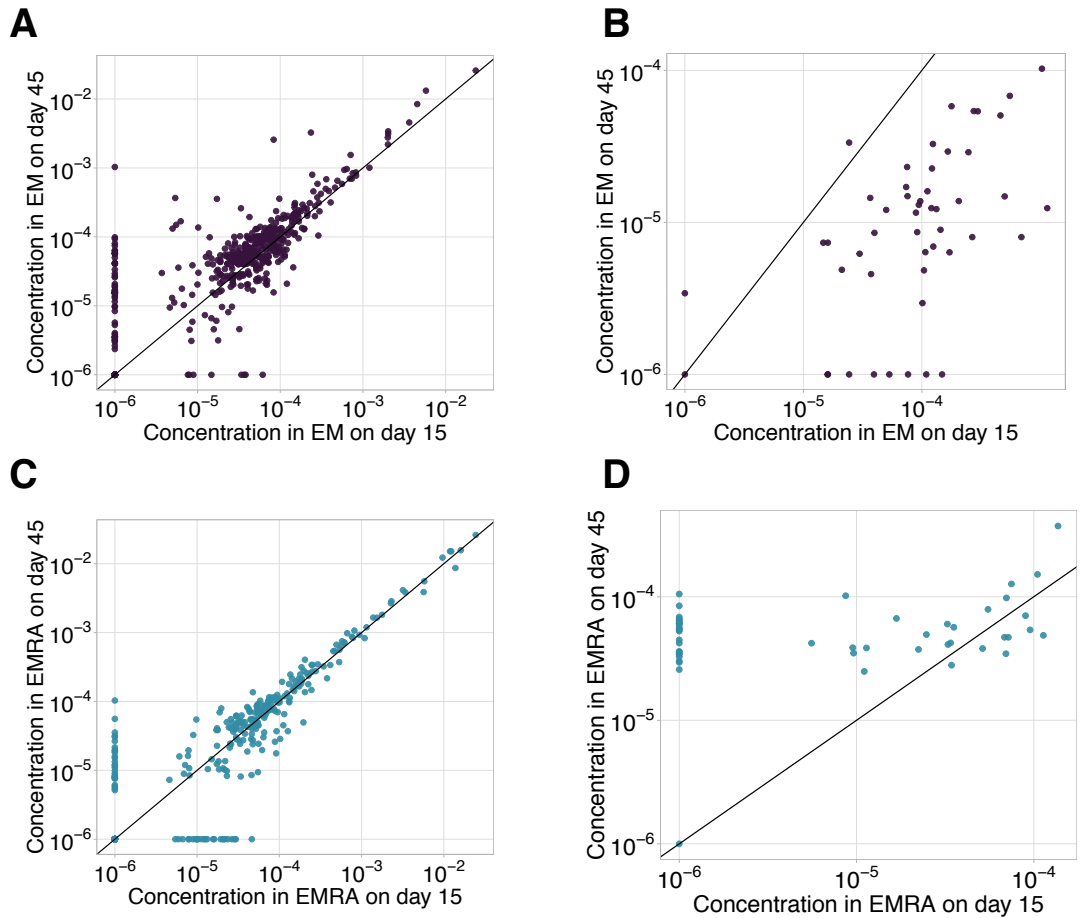 A
Concentration in EM on day 45
10−2
10−3
10−4
10−5
10−6
10−6 10−5 10−4 10−3 10−2
Concentration in EM on day 15
B
Concentration in EM on day 45
10−4
10−5
10−6
10−6 10−5 10−4
Concentration in EM on day 15
C
Concentration in EMRA on day 45
10−2
10−3
10−4
10−5
10−6
10−6 10−5 10−4 10−3 10−2
Concentration in EMRA on day 15
D
Concentration in EMRA on day 45
10−4
10−5
10−6
10−6 10−5 10−4
Concentration in EMRA on day 15